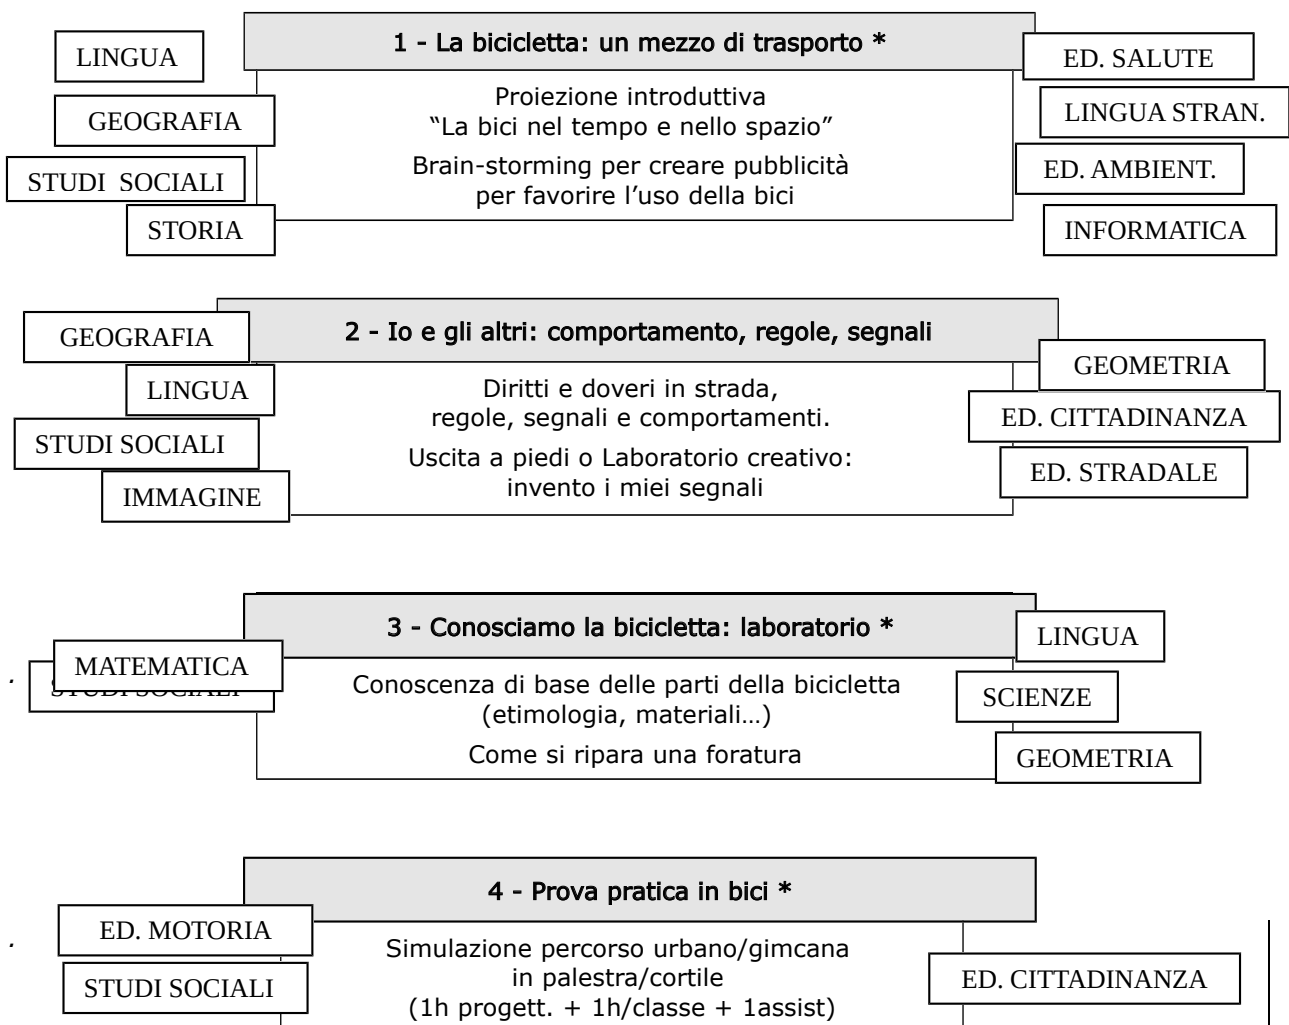 1 - La bicicletta: un mezzo di trasporto *
LINGUA
GEOGRAFIA
STUDI SOCIALI
STORIA
Proiezione introduttiva
“La bici nel tempo e nello spazio”
Brain-storming per creare pubblicità
per favorire l’uso della bici
ED. SALUTE
LINGUA STRAN.
ED. AMBIENT.
INFORMATICA
2 - Io e gli altri: comportamento, regole, segnali
GEOGRAFIA
LINGUA
STUDI SOCIALI
IMMAGINE
Diritti e doveri in strada,
regole, segnali e comportamenti.
Uscita a piedi o Laboratorio creativo:
invento i miei segnali
GEOMETRIA
ED. CITTADINANZA
ED. STRADALE
3 - Conosciamo la bicicletta: laboratorio *
MATEMATICA
.
STUDI SOCIALI
Conoscenza di base delle parti della bicicletta
(etimologia, materiali…)
Come si ripara una foratura
LINGUA
SCIENZE
GEOMETRIA
4 - Prova pratica in bici *
ED. MOTORIA
.
STUDI SOCIALI
Simulazione percorso urbano/gimcana
in palestra/cortile
(1h progett. + 1h/classe + 1assist)
ED. CITTADINANZA